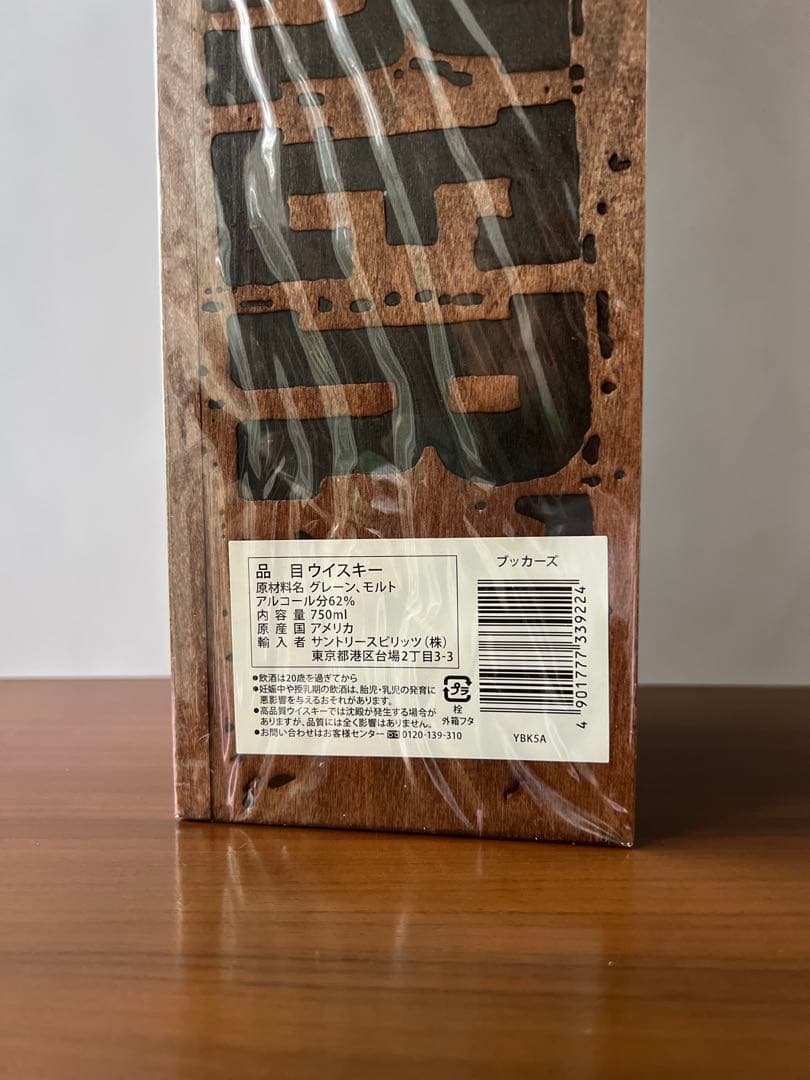 品 目 ウイスキー
原材料名 グレーン、モルト
アルコール分62%
内 容 量 750ml
原 産 国 アメリカ
輸 入 者 サントリースピリッツ(株)
東京都港区台場2丁目3-3
●飲酒は20歳を過ぎてから
●妊娠中や授乳期の飲酒は、胎児・乳児の発育に
悪影響を与えるおそれがあります。
●高品質ウイスキーでは沈殿が発生する場合が
ありますが、品質には全く影響はありません。
●お問い合わせはお客様センター 0120-139-310
プラ
栓
外箱フタ
ブッカーズ
4 901777 339224
YBK5A